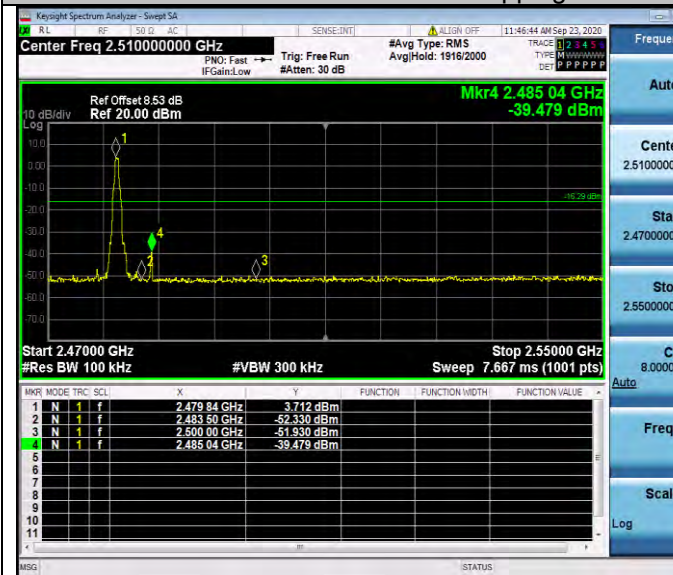 Keysight Spectrum Analyzer - Swept SA
RL RF 50 Ω AC SENSE:INT ALIGN OFF 11:46:44 AM Sep 23, 2020
Center Freq 2.510000000 GHz
PNO: Fast
IFGain:Low
Trig: Free Run
#Atten: 30 dB
#Avg Type: RMS
Avg|Hold: 1916/2000
TRACE 1 2 3 4 5 6
TYPE M
DET P P P P P P
Ref Offset 8.53 dB
Ref 20.00 dBm
10 dB/div
Log
Mkr4 2.485 04 GHz
-39.479 dBm
10.0
0.00
-10.0
-20.0
-30.0
-40.0
-50.0
-60.0
-70.0
1
2
3
4
-16.29 dBm
Start 2.47000 GHz Stop 2.55000 GHz
#Res BW 100 kHz #VBW 300 kHz Sweep 7.667 ms (1001 pts)
MKR MODE TRC SCL X Y FUNCTION FUNCTION WIDTH FUNCTION VALUE
1 N 1 f 2.479 84 GHz 3.712 dBm
2 N 1 f 2.483 50 GHz -52.330 dBm
3 N 1 f 2.500 00 GHz -51.930 dBm
4 N 1 f 2.485 04 GHz -39.479 dBm
5
6
7
8
9
10
11
MSG STATUS
Freque
Aut
Cente
2.5100000
Sta
2.4700000
Sto
2.5500000
C
8.0000
Auto
Freq
Scal
Log